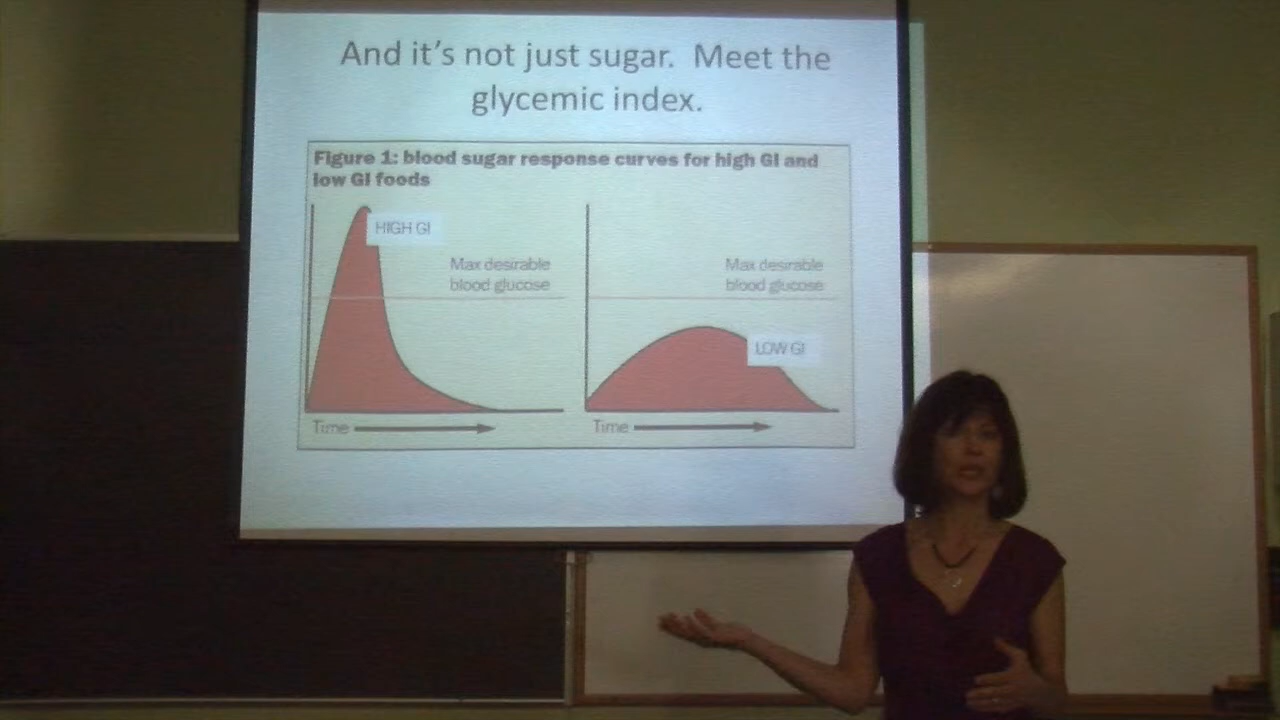 And it's not just sugar.  Meet the
glycemic index.
Figure 1: blood sugar response curves for high GI and
low GI foods
HIGH GI
Max desirable
blood glucose
Time
Max desirable
blood glucose
LOW GI
Time